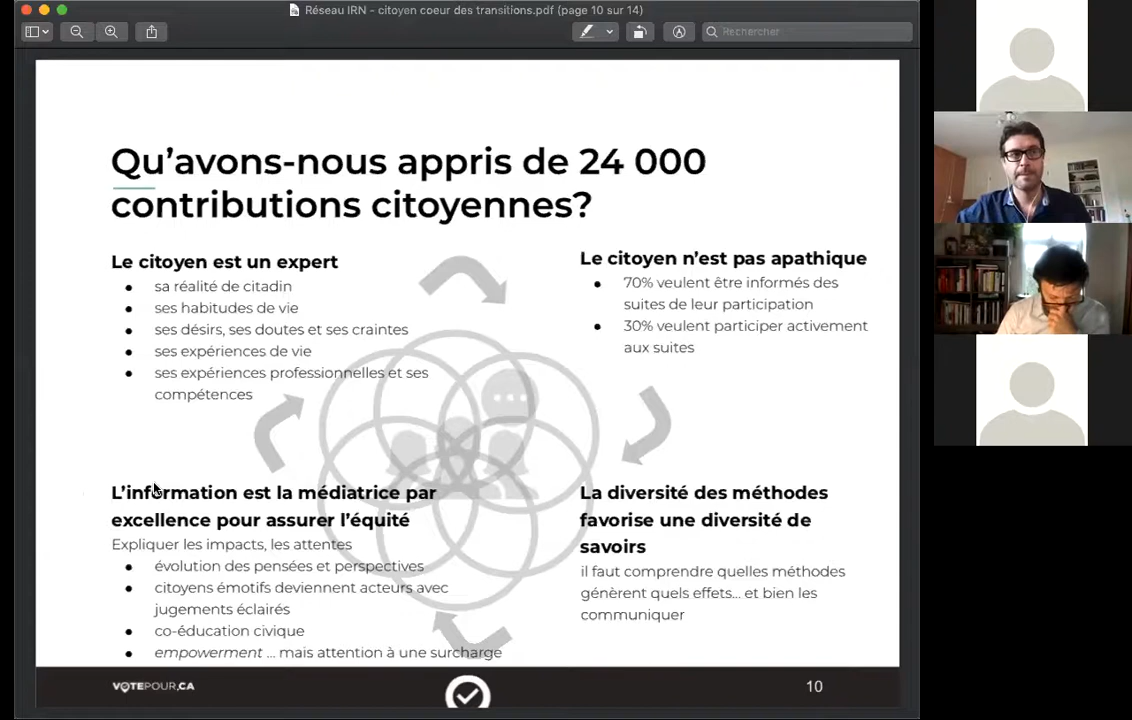 Réseau IRN - citoyen coeur des transitions.pdf (page 10 sur 14)
Rechercher
Qu’avons-nous appris de 24 000
contributions citoyennes?
Le citoyen est un expert
● sa réalité de citadin
● ses habitudes de vie
● ses désirs, ses doutes et ses craintes
● ses expériences de vie
● ses expériences professionnelles et ses
compétences
Le citoyen n’est pas apathique
● 70% veulent être informés des
suites de leur participation
● 30% veulent participer activement
aux suites
L’information est la médiatrice par
excellence pour assurer l’équité
Expliquer les impacts, les attentes
● évolution des pensées et perspectives
● citoyens émotifs deviennent acteurs avec
jugements éclairés
● co-éducation civique
● empowerment ... mais attention à une surcharge
La diversité des méthodes
favorise une diversité de
savoirs
il faut comprendre quelles méthodes
génèrent quels effets... et bien les
communiquer
VOTEPOUR.CA
10